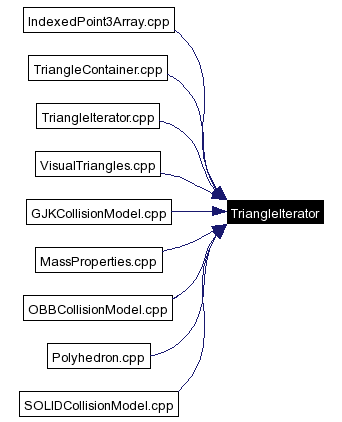 IndexedPoint3Array.cpp
TriangleContainer.cpp
TriangleIterator.cpp
VisualTriangles.cpp
GJKCollisionModel.cpp
TriangleIterator
MassProperties.cpp
OBBCollisionModel.cpp
Polyhedron.cpp
SOLIDCollisionModel.cpp